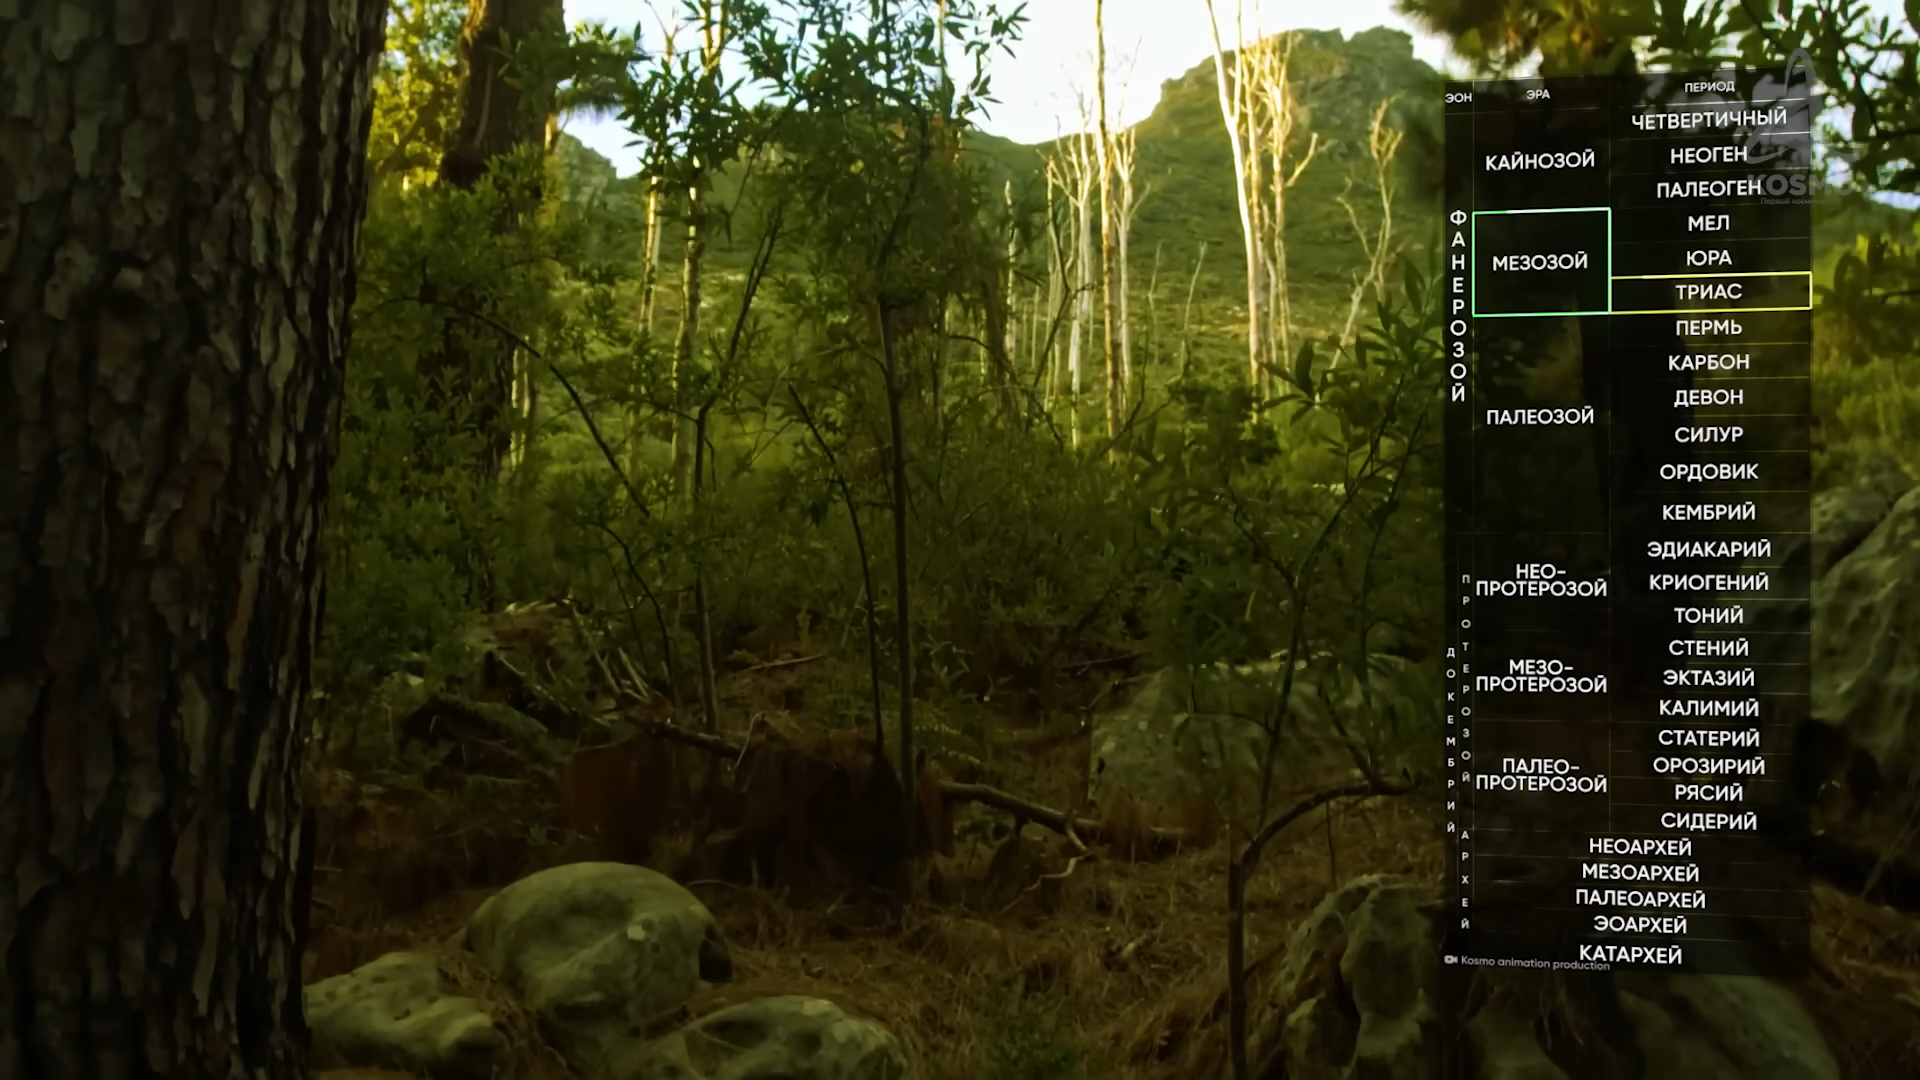 ЭОН
ЭРА
ПЕРИОД
ФАНЕРОЗОЙ
КАЙНОЗОЙ
ЧЕТВЕРТИЧНЫЙ
НЕОГЕН
ПАЛЕОГЕН
МЕЗОЗОЙ
МЕЛ
ЮРА
ТРИАС
ПАЛЕОЗОЙ
ПЕРМЬ
КАРБОН
ДЕВОН
СИЛУР
ОРДОВИК
КЕМБРИЙ
ДОКЕМБРИЙ
ПРОТЕРОЗОЙ
НЕО-
ПРОТЕРОЗОЙ
ЭДИАКАРИЙ
КРИОГЕНИЙ
ТОНИЙ
МЕЗО-
ПРОТЕРОЗОЙ
СТЕНИЙ
ЭКТАЗИЙ
КАЛИМИЙ
ПАЛЕО-
ПРОТЕРОЗОЙ
СТАТЕРИЙ
ОРОЗИРИЙ
РЯСИЙ
СИДЕРИЙ
АРХЕЙ
НЕОАРХЕЙ
МЕЗОАРХЕЙ
ПАЛЕОАРХЕЙ
ЭОАРХЕЙ
КАТАРХЕЙ
Kosmo animation production
KOSMO
Первый